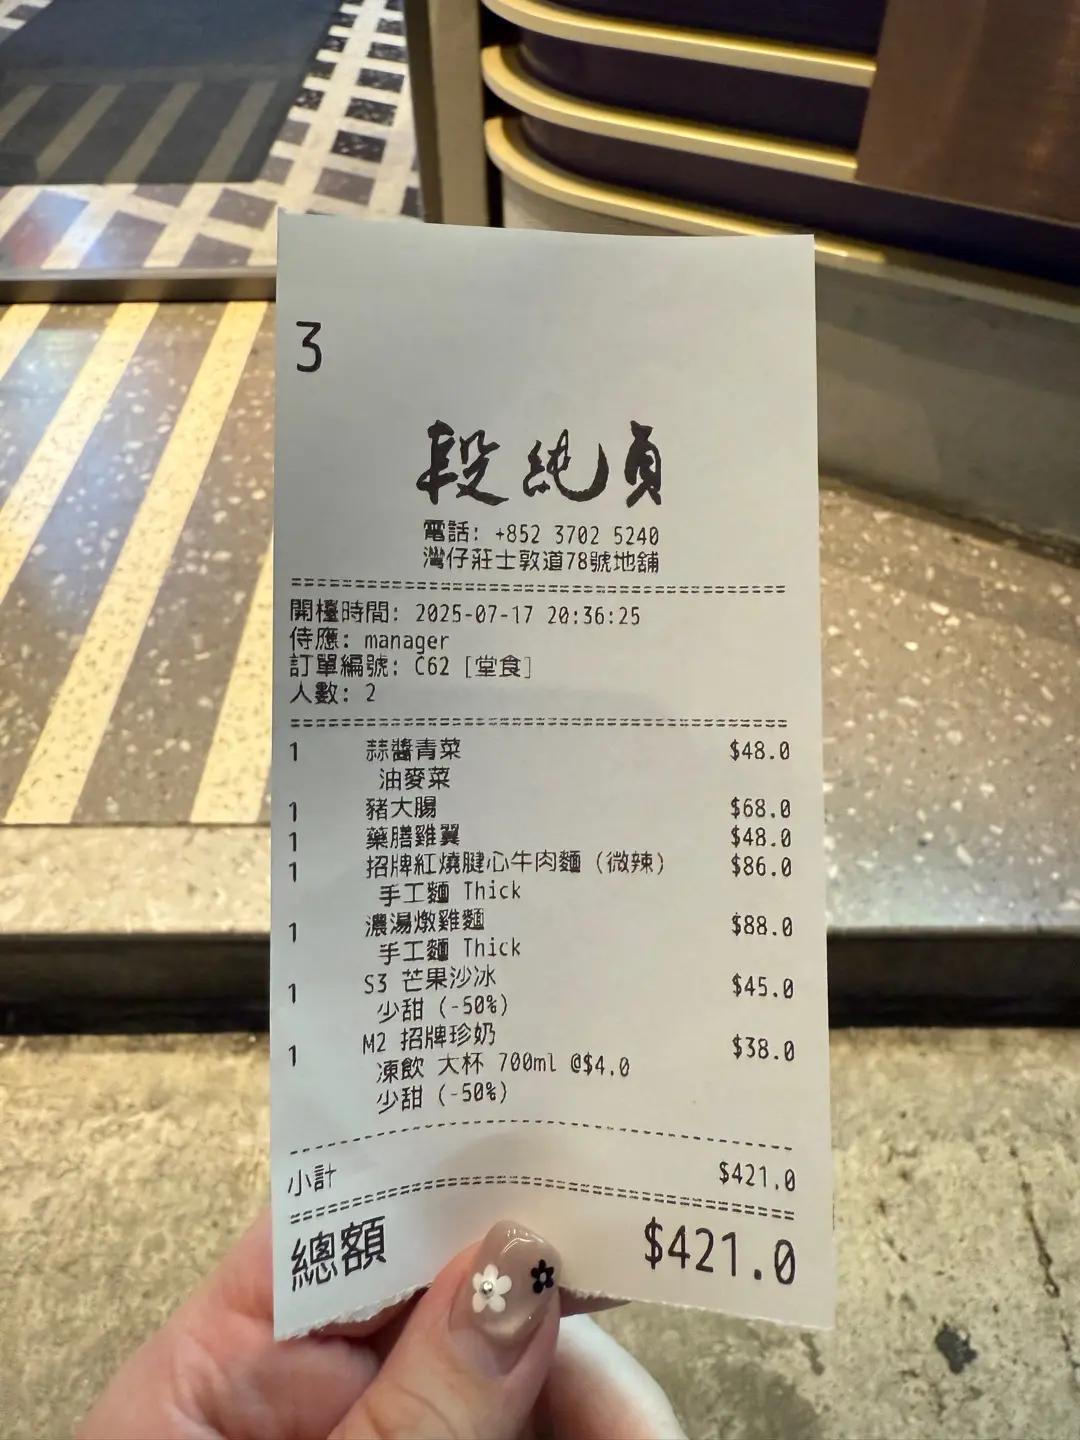 3
段純貞
電話: +852 3702 5240
灣仔莊士敦道78號地舖
開檯時間: 2025-07-17 20:36:25
侍應: manager
訂單編號: C62 [堂食]
人數: 2
1 蒜醬青菜 $48.0
油麥菜
1 豬大腸 $68.0
1 藥膳雞翼 $48.0
1 招牌紅燒腱心牛肉麵 (微辣) $86.0
手工麵 Thick
1 濃湯燉雞麵 $88.0
手工麵 Thick
1 S3 芒果沙冰 $45.0
少甜 (-50%)
1 M2 招牌珍奶 $38.0
凍飲 大杯 700ml @$4.0
少甜 (-50%)
小計 $421.0
總額 $421.0